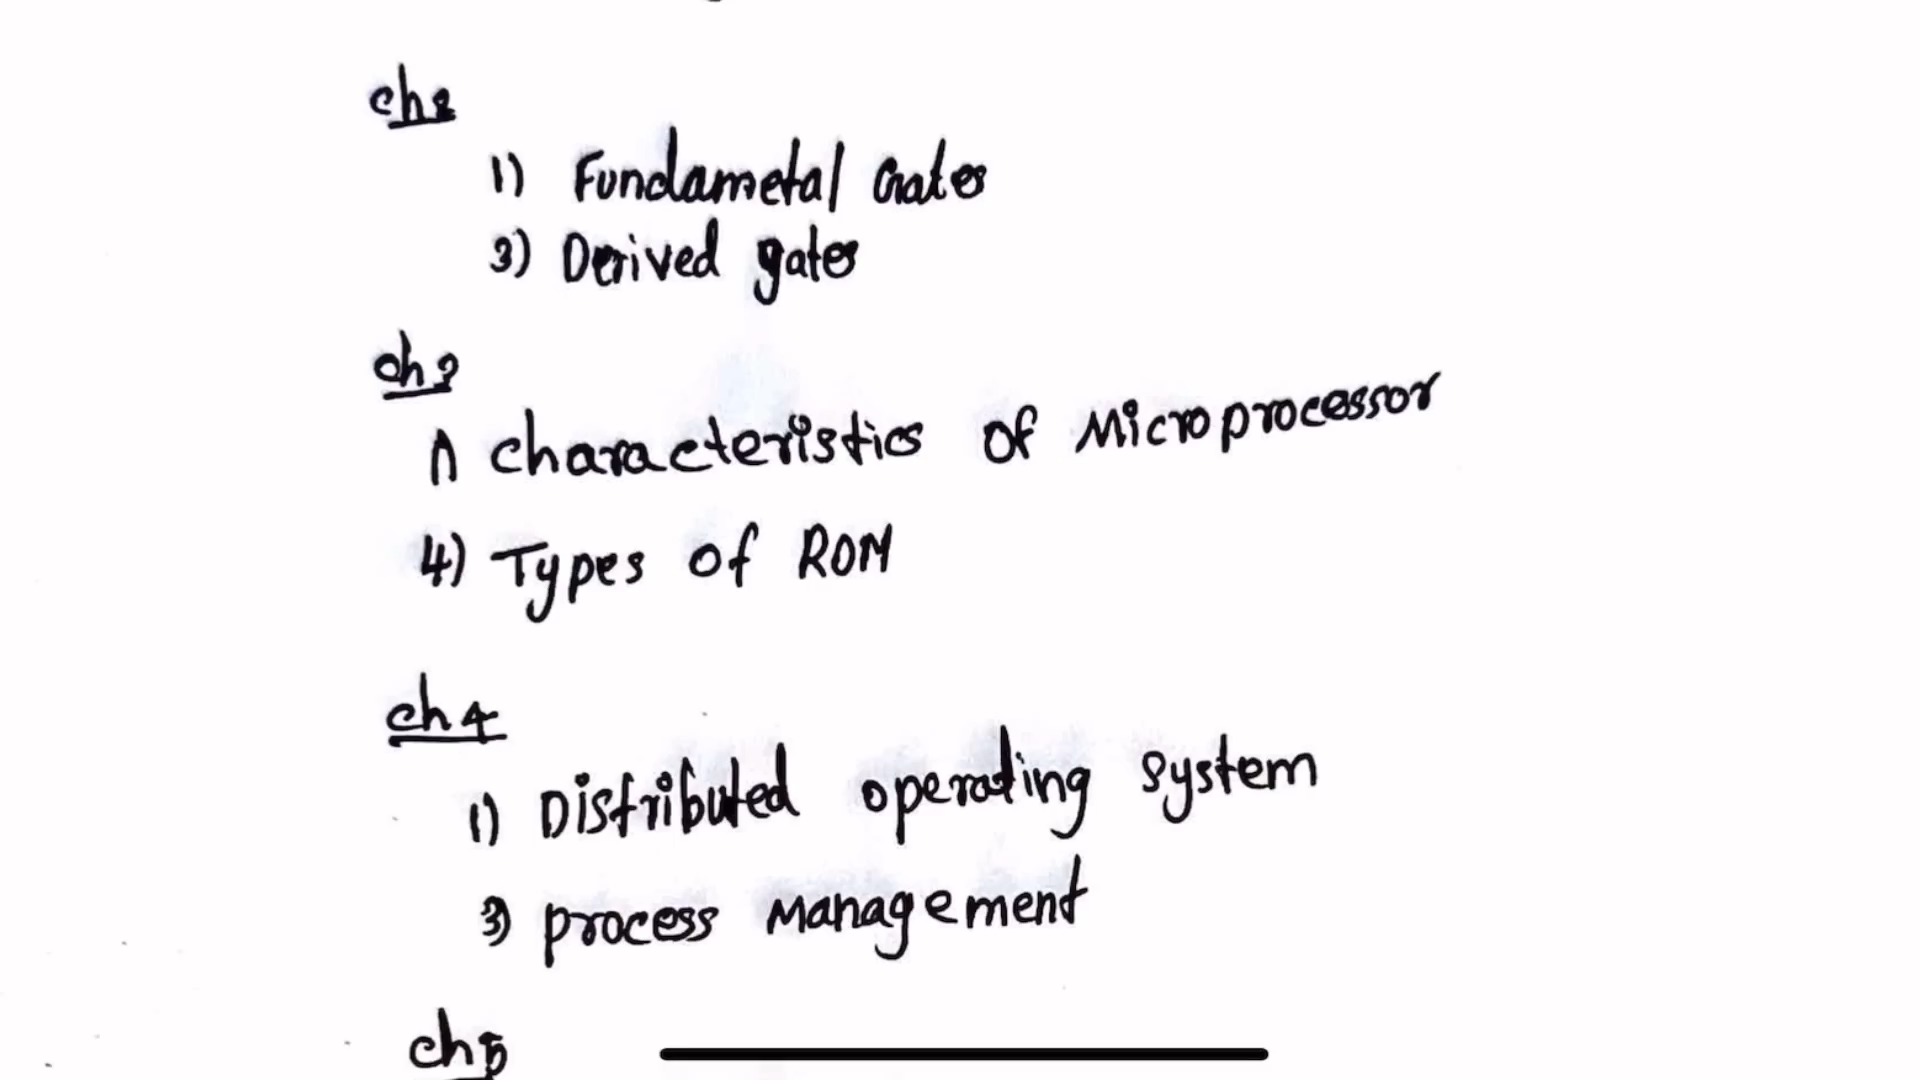 ch2
1) Fundametal Gates
3) Derived gates
ch3
1) characteristics of Microprocessor
4) Types of ROM
ch4
1) Distributed operating system
3) process Management
ch5